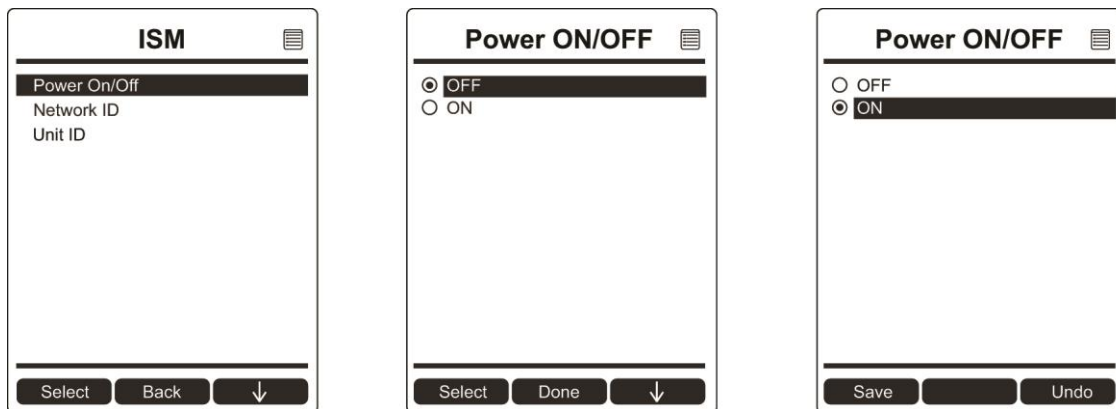 ISM
Power On/Off
Network ID
Unit ID
Select Back ↓
Power ON/OFF
OFF
ON
Select Done ↓
Power ON/OFF
OFF
ON
Save Undo